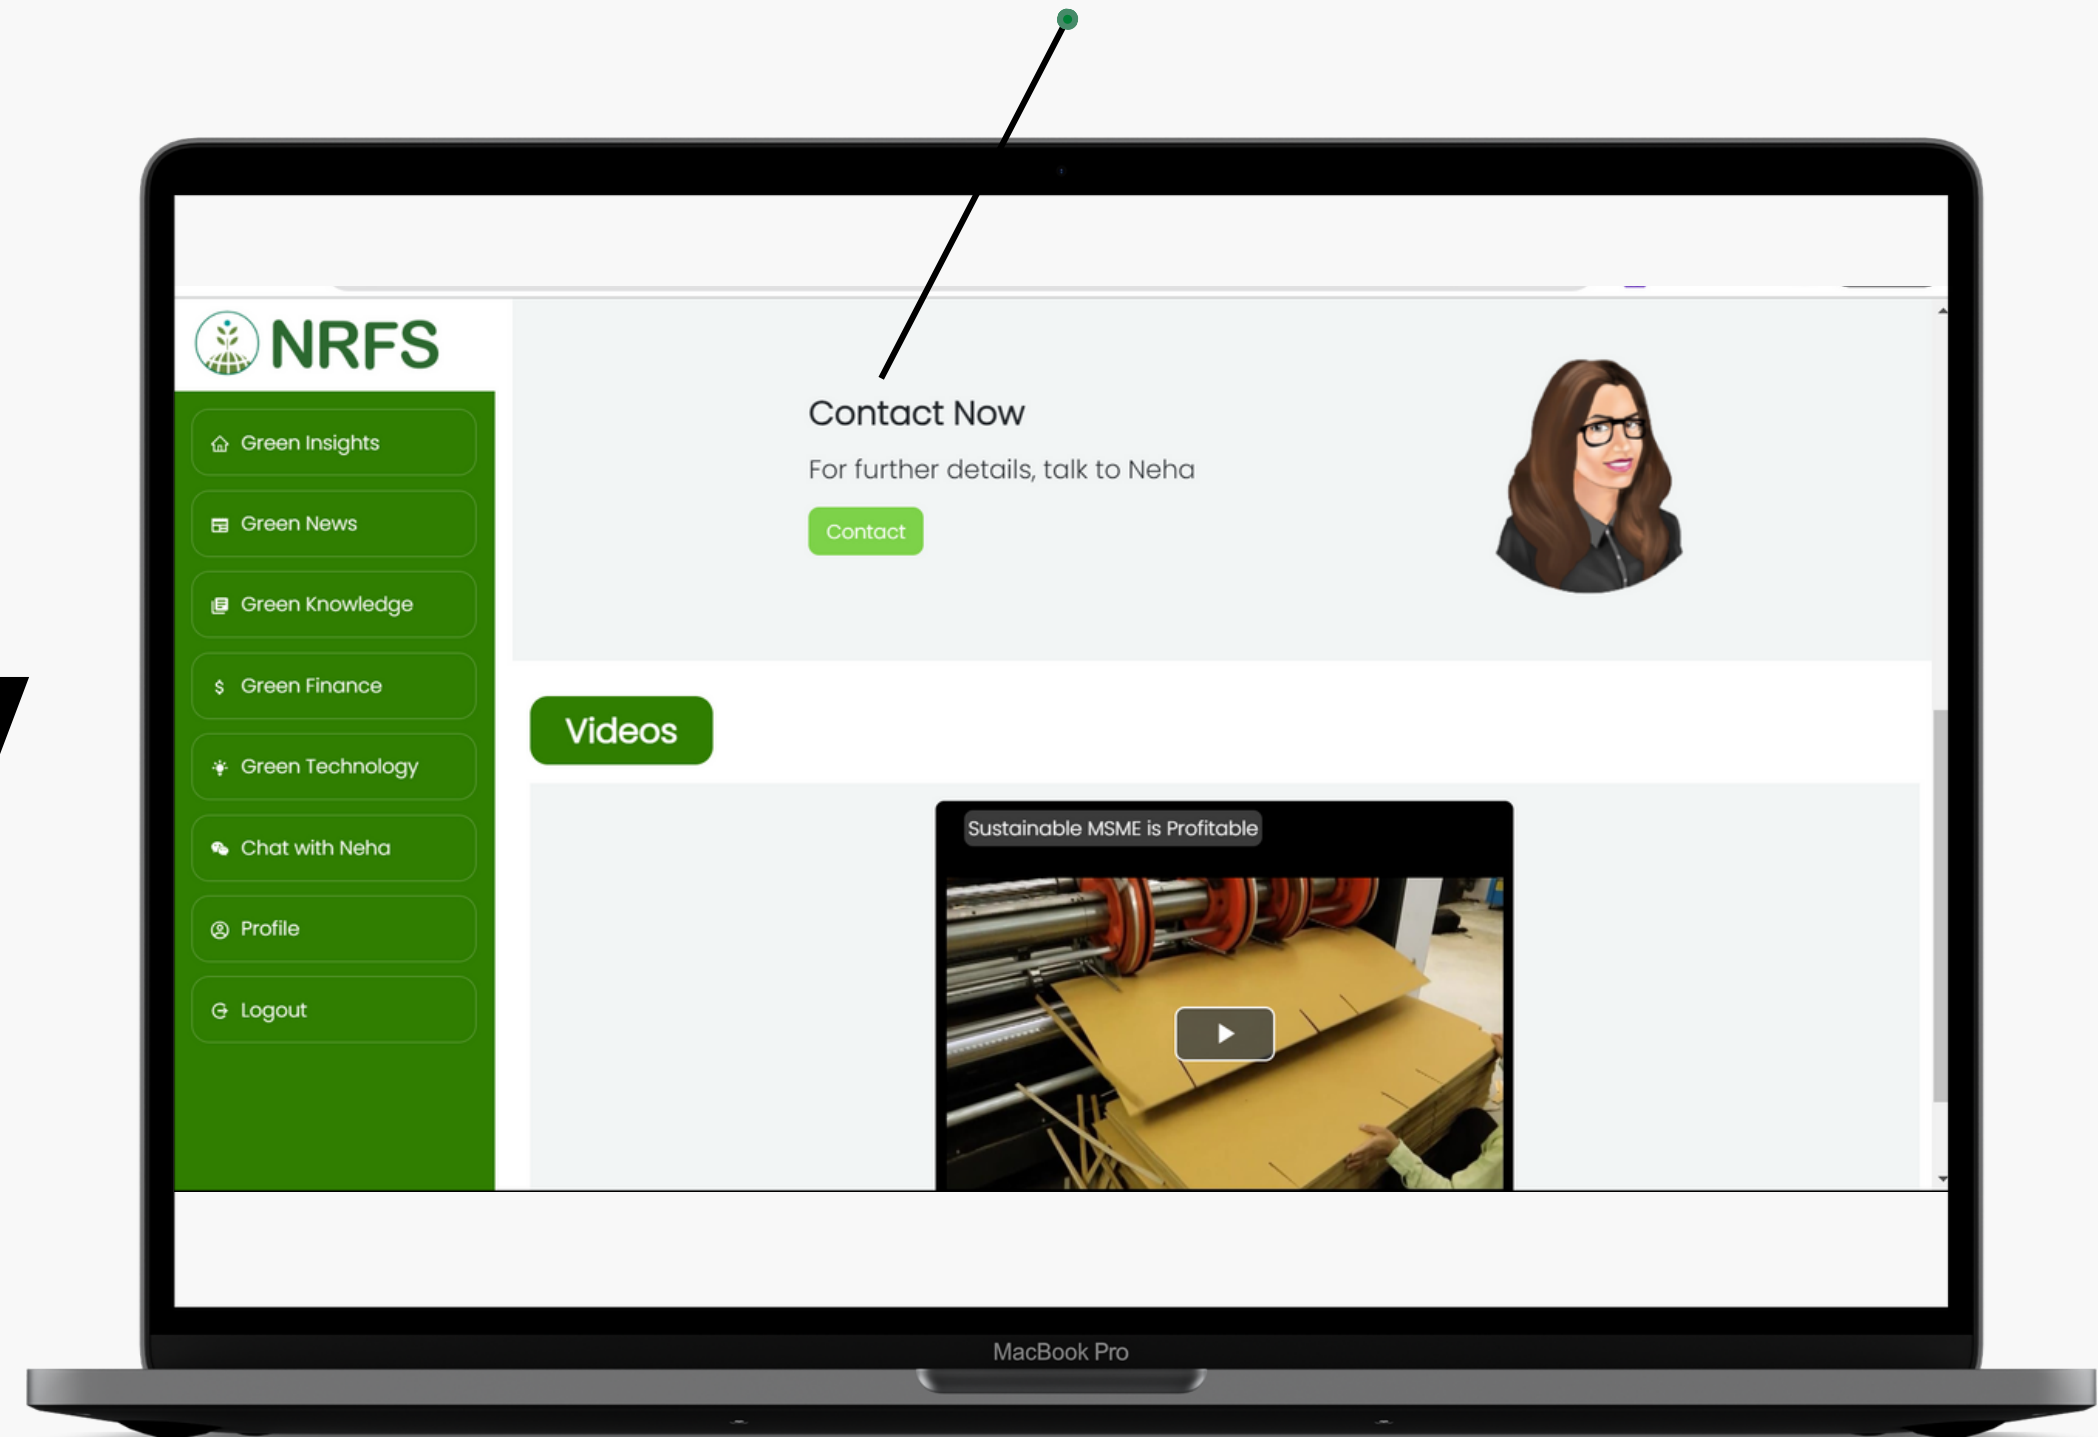 NRFS
Green Insights
Green News
Green Knowledge
Green Finance
Green Technology
Chat with Neha
Profile
Logout
Contact Now
For further details, talk to Neha
Contact
Videos
Sustainable MSME is Profitable
MacBook Pro